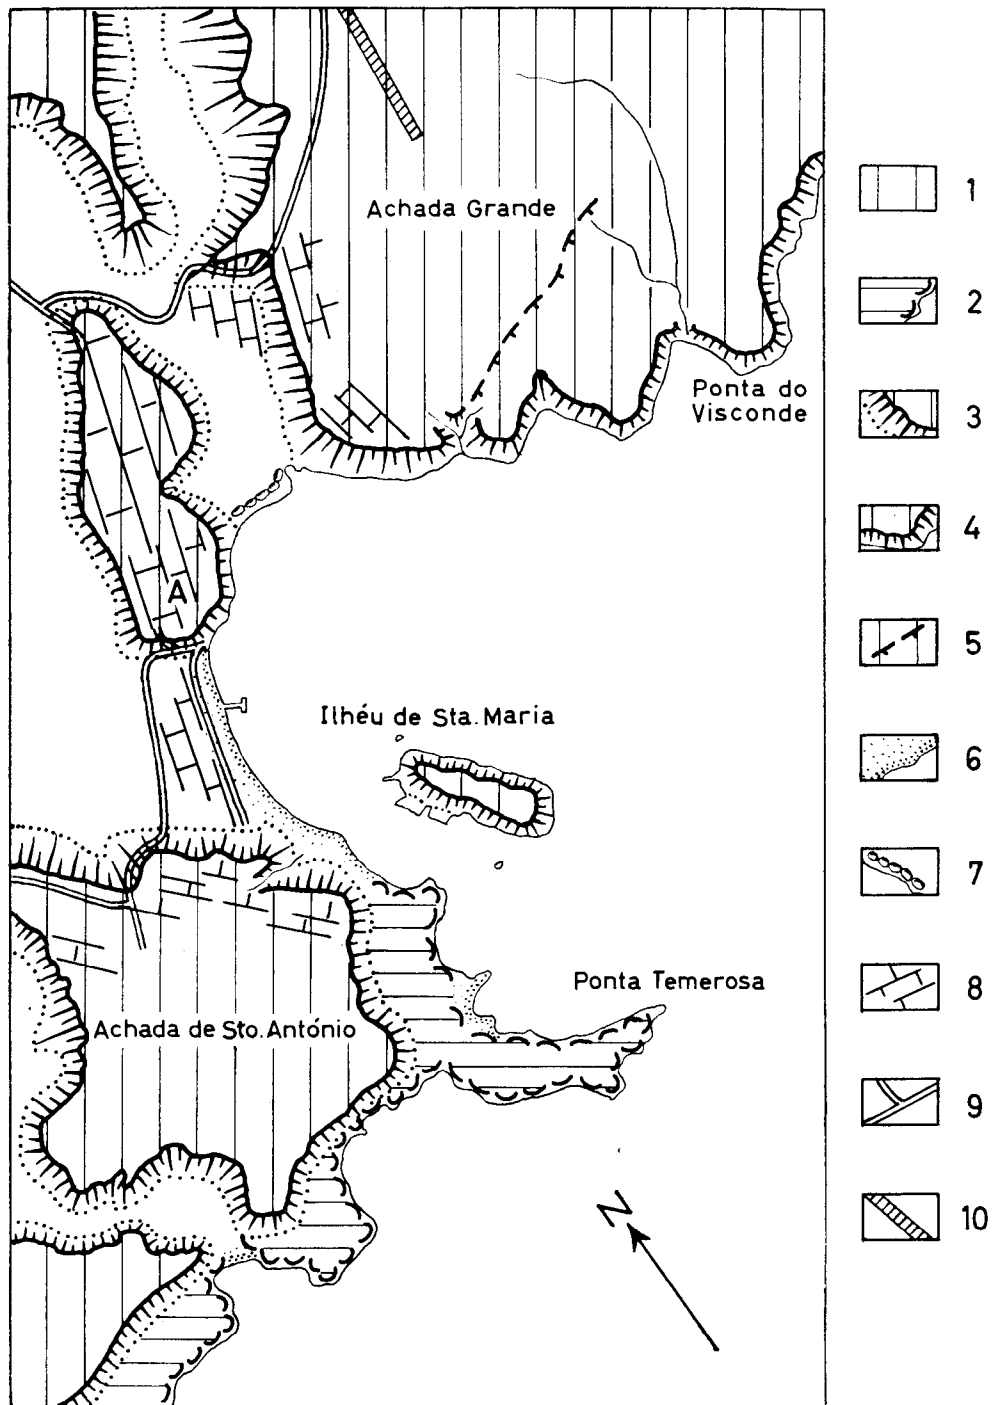 Achada Grande
Ponta do
Visconde
A
Ilhéu de Sta. Maria
Ponta Temerosa
Achada de Sto. António
N
1
2
3
4
5
6
7
8
9
10